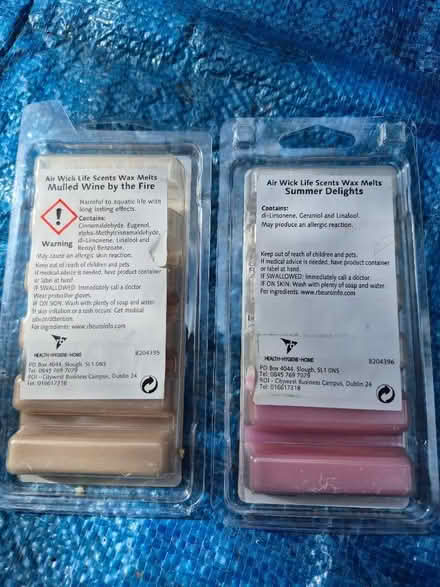 Air Wick Life Scents Wax Melts
Mulled Wine by the Fire
Harmful to aquatic life with
long lasting effects.
Contains:
Cinnamaldehyde, Eugenol,
alpha-Methylcinnamaldehyde,
dl-Limonene, Linalool and
Benzyl Benzoate.
Warning
May cause an allergic skin reaction.
Keep out of reach of children and pets.
If medical advice is needed, have product container
or label at hand.
IF SWALLOWED: Immediately call a doctor.
Wear protective gloves.
IF ON SKIN: Wash with plenty of soap and water.
If skin irritation or a rash occurs: Get medical
advice/attention.
For ingredients: www.rbeuroinfo.com
HEALTH•HYGIENE•HOME
8204395
PO Box 4044, Slough, SL1 0NS
Tel: 0845 769 7079
ROI - Citywest Business Campus, Dublin 24
Tel: 016617318
Air Wick Life Scents Wax Melts
Summer Delights
Contains:
dl-Limonene, Geraniol and Linalool.
May produce an allergic reaction.
Keep out of reach of children and pets.
If medical advice is needed, have product container
or label at hand.
IF SWALLOWED: Immediately call a doctor.
IF ON SKIN: Wash with plenty of soap and water.
For ingredients: www.rbeuroinfo.com
HEALTH•HYGIENE•HOME
8204396
PO Box 4044, Slough, SL1 0NS
Tel: 0845 769 7079
ROI - Citywest Business Campus, Dublin 24
Tel: 016617318